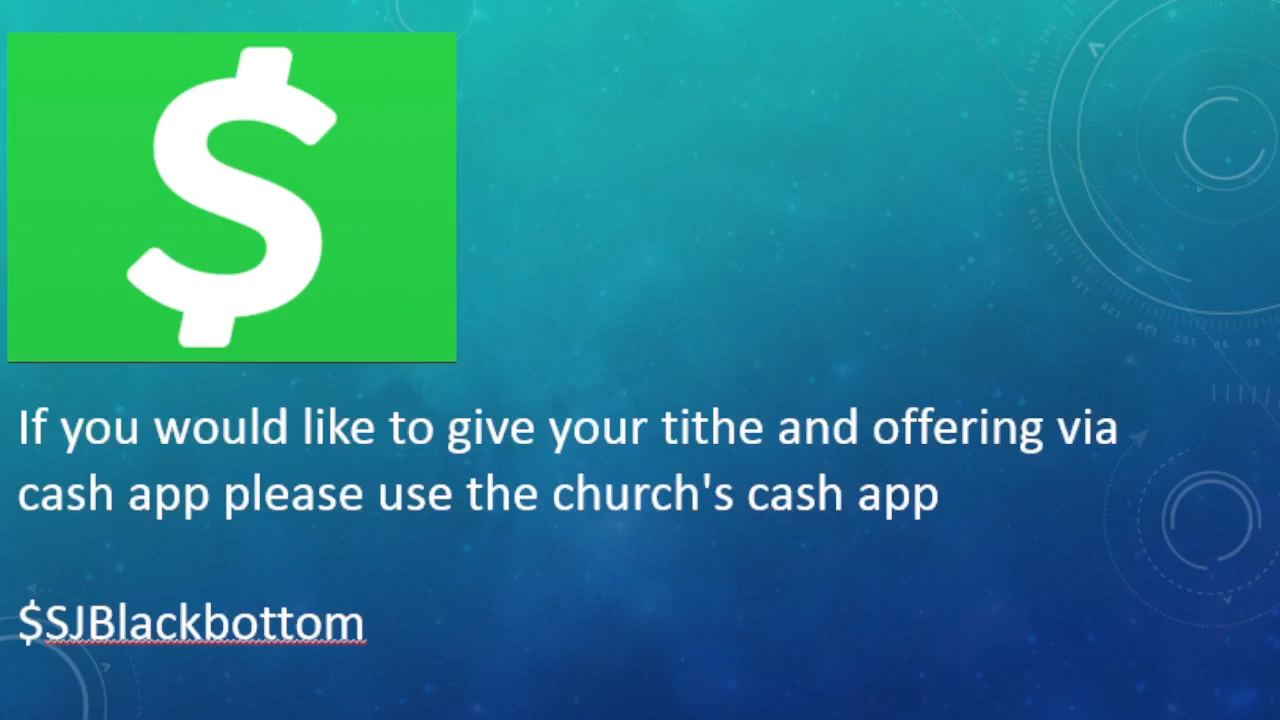 $
If you would like to give your tithe and offering via
cash app please use the church's cash app
$SJBlackbottom